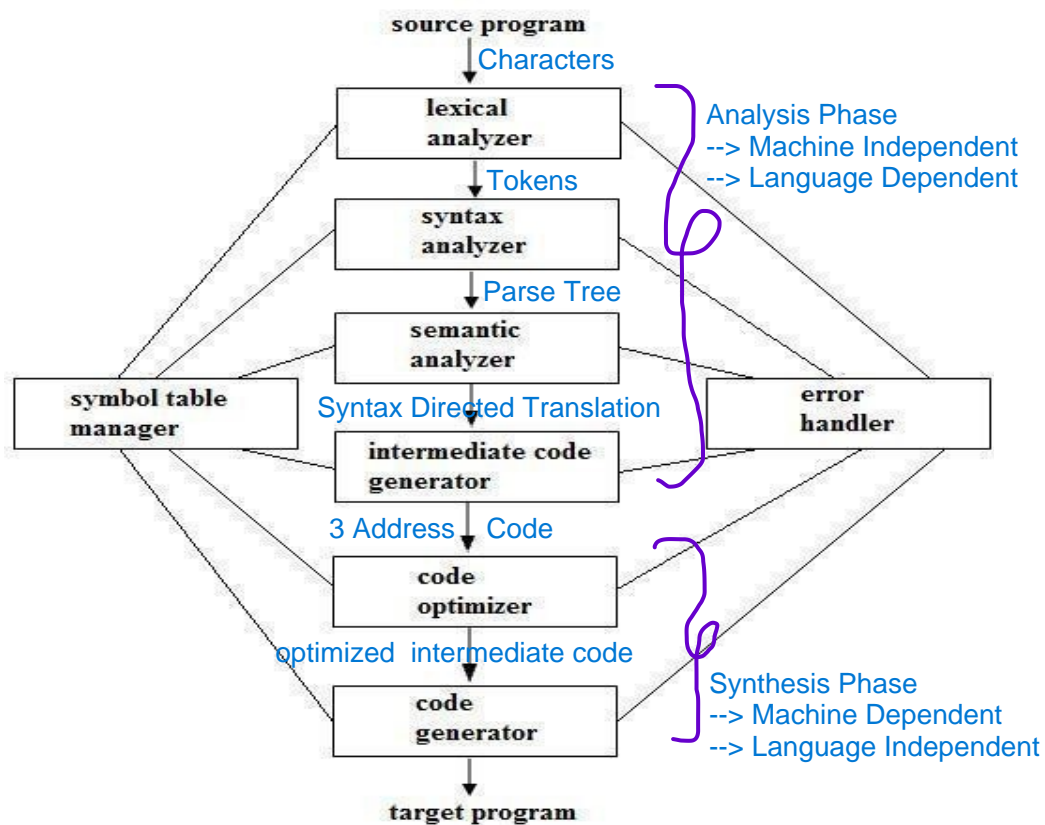 source program
Characters
lexical
analyzer
Analysis Phase
--> Machine Independent
--> Language Dependent
Tokens
syntax
analyzer
Parse Tree
semantic
analyzer
symbol table
manager
Syntax Directed Translation
error
handler
intermediate code
generator
3 Address Code
code
optimizer
optimized intermediate code
Synthesis Phase
--> Machine Dependent
--> Language Independent
code
generator
target program